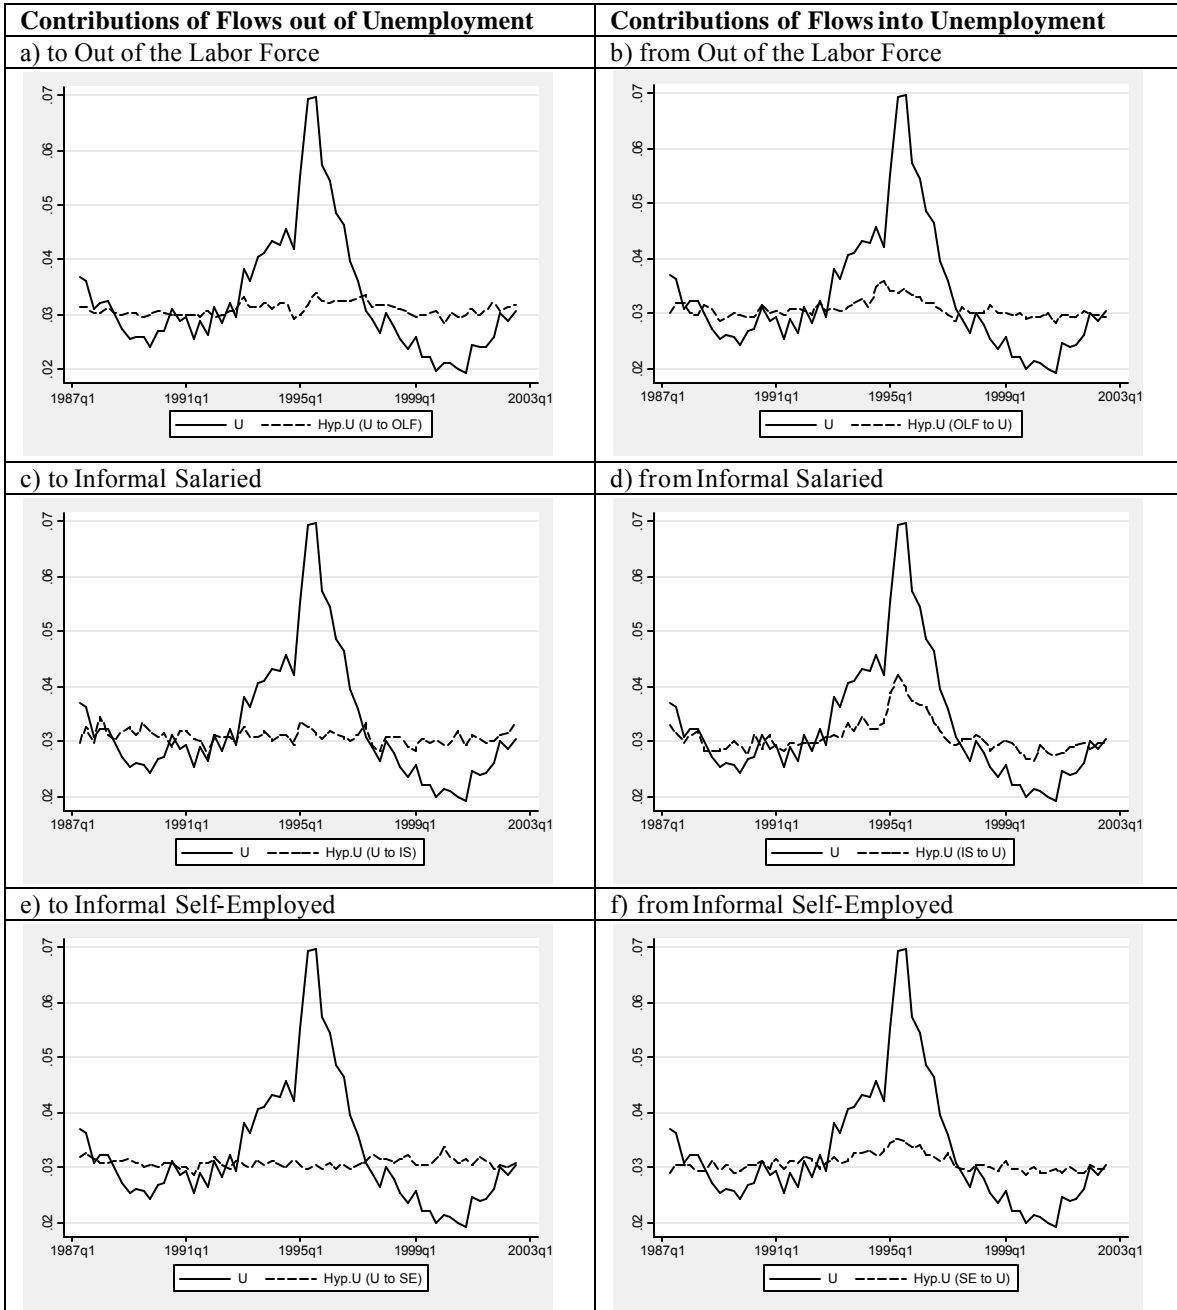 Contributions of Flows out of Unemployment
Contributions of Flows into Unemployment
a) to Out of the Labor Force
b) from Out of the Labor Force
.07
.06
.05
.04
.03
.02
1987q1 1991q1 1995q1 1999q1 2003q1
U Hyp.U (U to OLF)
.07
.06
.05
.04
.03
.02
1987q1 1991q1 1995q1 1999q1 2003q1
U Hyp.U (OLF to U)
c) to Informal Salaried
d) from Informal Salaried
.07
.06
.05
.04
.03
.02
1987q1 1991q1 1995q1 1999q1 2003q1
U Hyp.U (U to IS)
.07
.06
.05
.04
.03
.02
1987q1 1991q1 1995q1 1999q1 2003q1
U Hyp.U (IS to U)
e) to Informal Self-Employed
f) from Informal Self-Employed
.07
.06
.05
.04
.03
.02
1987q1 1991q1 1995q1 1999q1 2003q1
U Hyp.U (U to SE)
.07
.06
.05
.04
.03
.02
1987q1 1991q1 1995q1 1999q1 2003q1
U Hyp.U (SE to U)